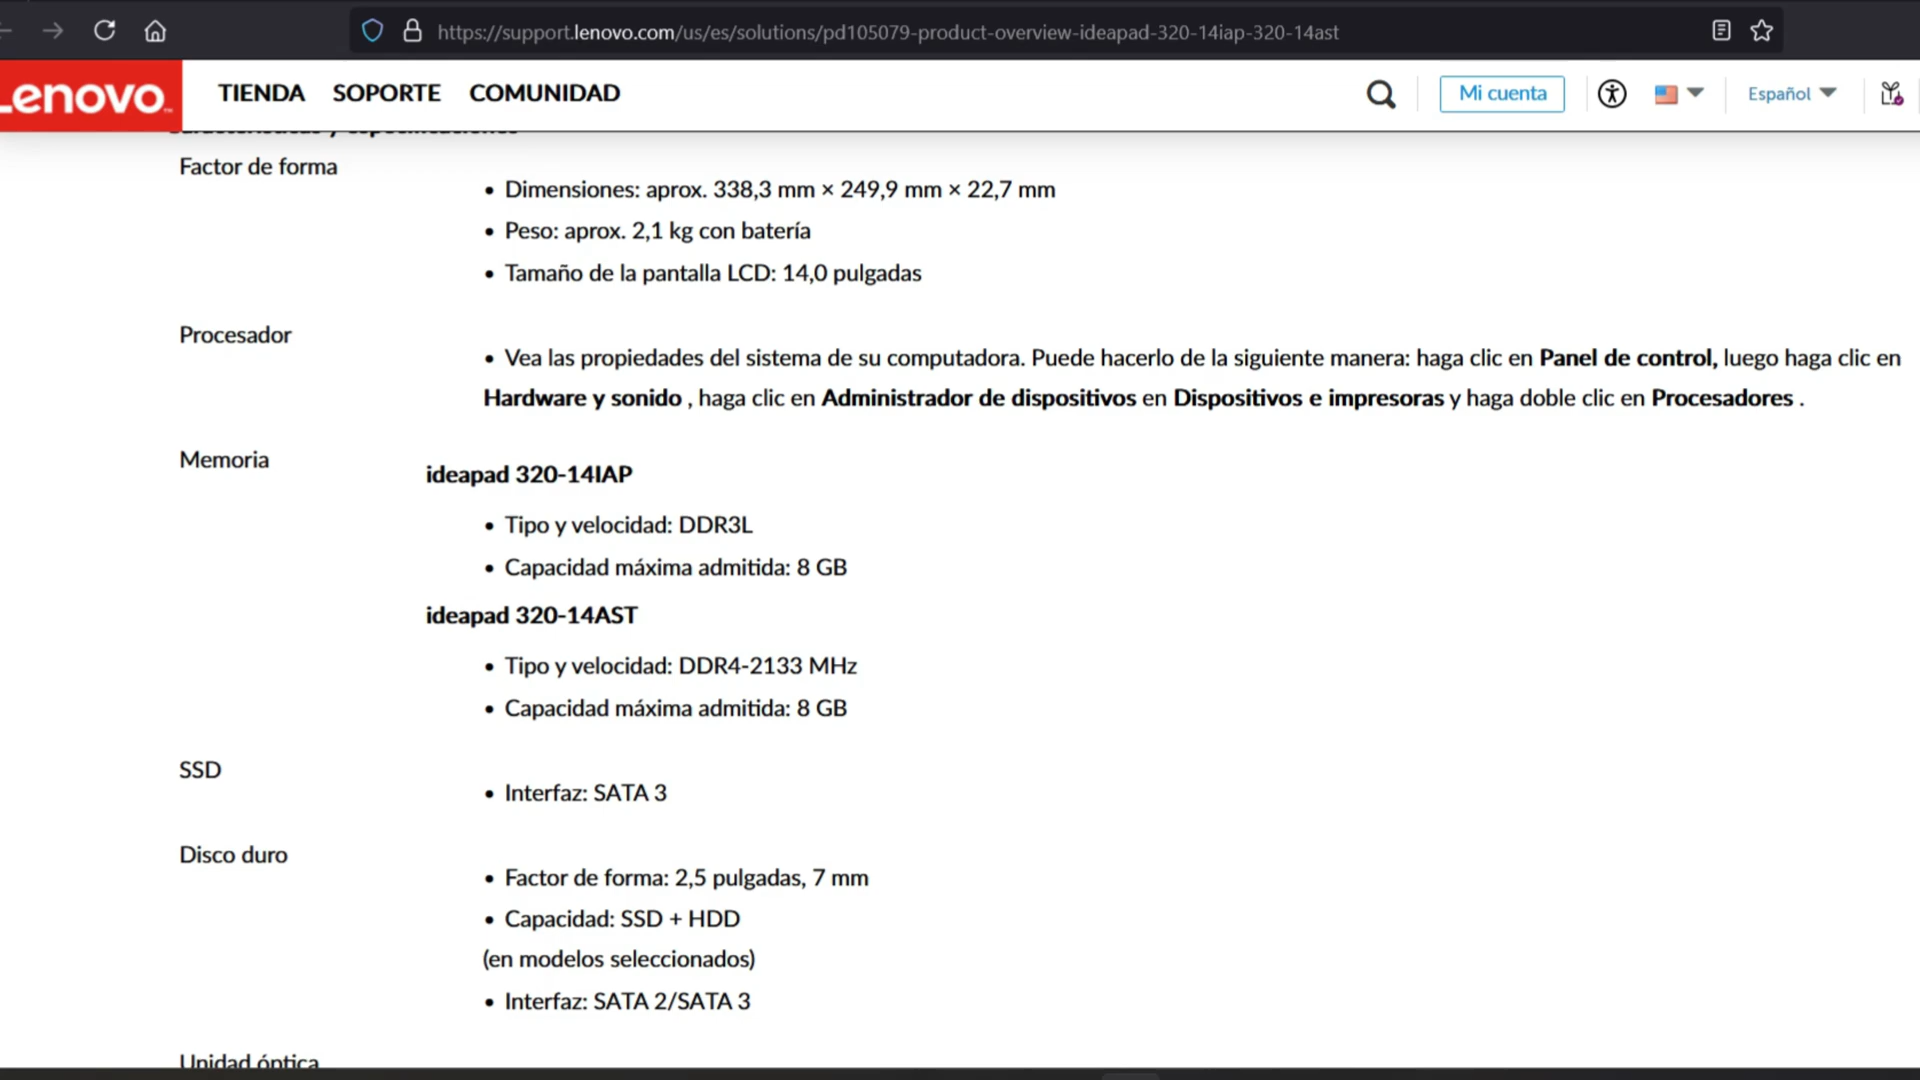 https://support.lenovo.com/us/es/solutions/pd105079-product-overview-ideapad-320-14iap-320-14ast
Lenovo
TIENDA SOPORTE COMUNIDAD
Mi cuenta
Español
Características y especificaciones
Factor de forma
• Dimensiones: aprox. 338,3 mm × 249,9 mm × 22,7 mm
• Peso: aprox. 2,1 kg con batería
• Tamaño de la pantalla LCD: 14,0 pulgadas
Procesador
• Vea las propiedades del sistema de su computadora. Puede hacerlo de la siguiente manera: haga clic en Panel de control, luego haga clic en
Hardware y sonido , haga clic en Administrador de dispositivos en Dispositivos e impresoras y haga doble clic en Procesadores .
Memoria
ideapad 320-14IAP
• Tipo y velocidad: DDR3L
• Capacidad máxima admitida: 8 GB
ideapad 320-14AST
• Tipo y velocidad: DDR4-2133 MHz
• Capacidad máxima admitida: 8 GB
SSD
• Interfaz: SATA 3
Disco duro
• Factor de forma: 2,5 pulgadas, 7 mm
• Capacidad: SSD + HDD
(en modelos seleccionados)
• Interfaz: SATA 2/SATA 3
Unidad óptica